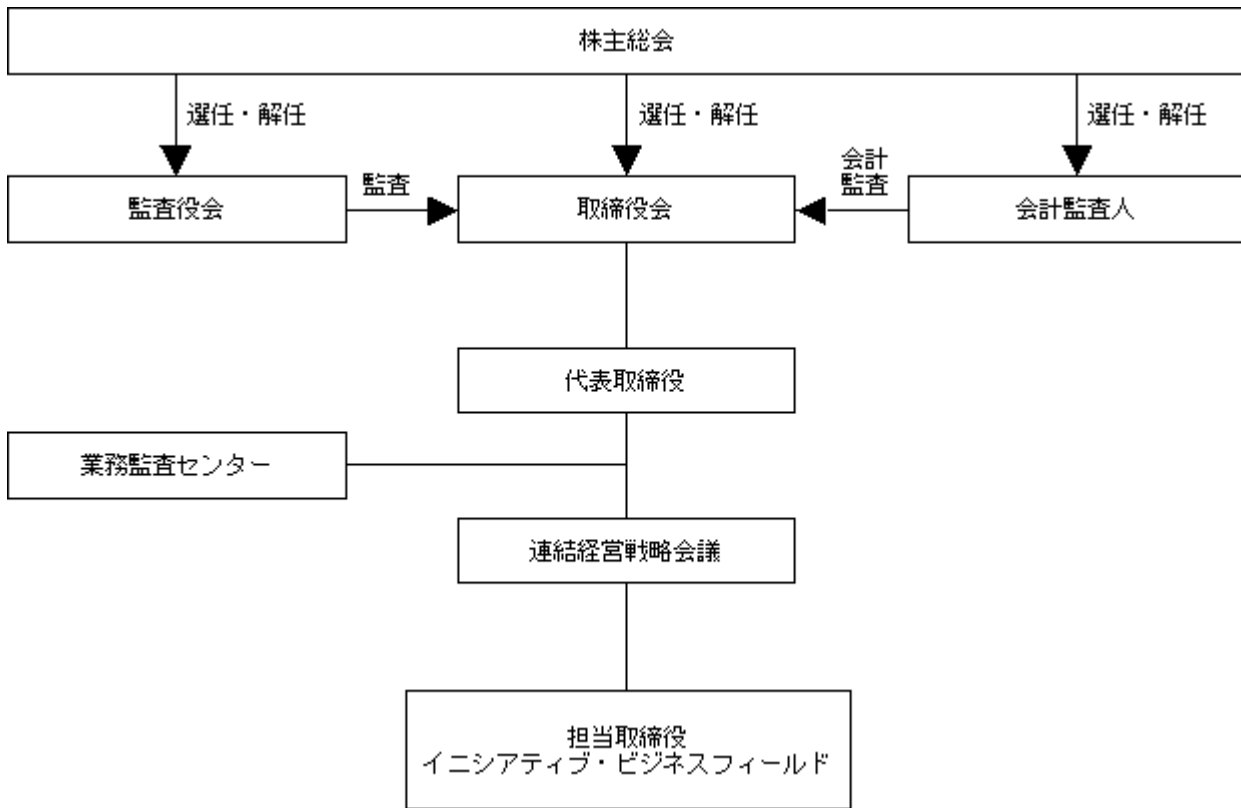 株主総会
選任・解任
選任・解任
選任・解任
監査役会
監査
取締役会
会計
監査
会計監査人
代表取締役
業務監査センター
連結経営戦略会議
担当取締役
イニシアティブ・ビジネスフィールド